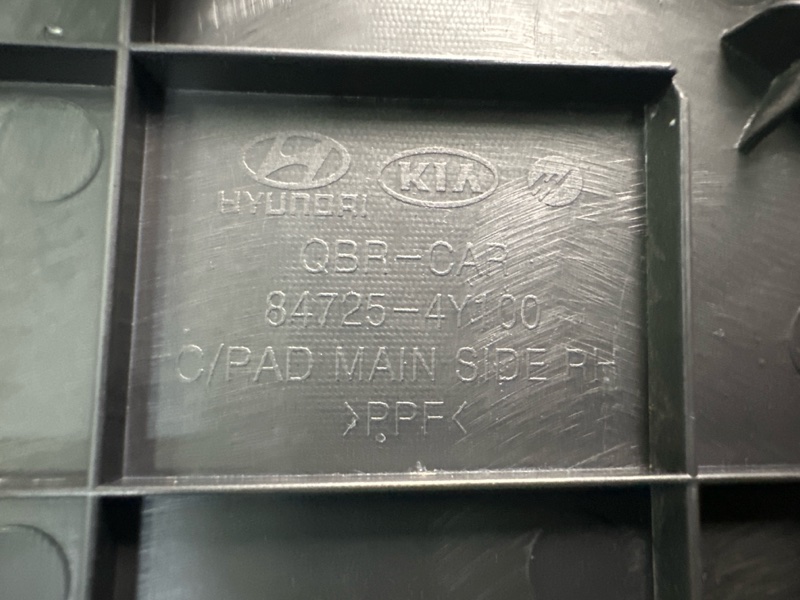 HYUNDAI KIA
QBR-CAR
84725-4Y100
C/PAD MAIN SIDE RH
>PPF<